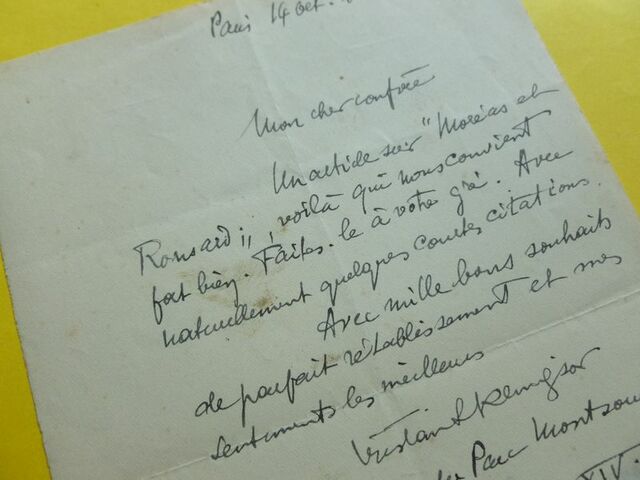 Paris 14 oct.
Mon cher confrère
Un article sur "Moréas et
Ronsard", voilà qui nous convient
fort bien. Faites-le à votre gré. Avec
naturellement quelques courtes citations.
Avec mille bons souhaits
de parfait rétablissement et mes
sentiments les meilleurs
Tristan Klingsor
Parc Montsou
XIV.